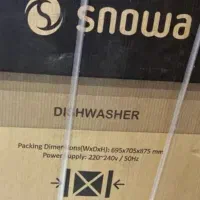 snowa
DISHWASHER
Packing Dimensions(WxDxH): 695x705x875 mm
Power Supply: 220~240v / 50Hz